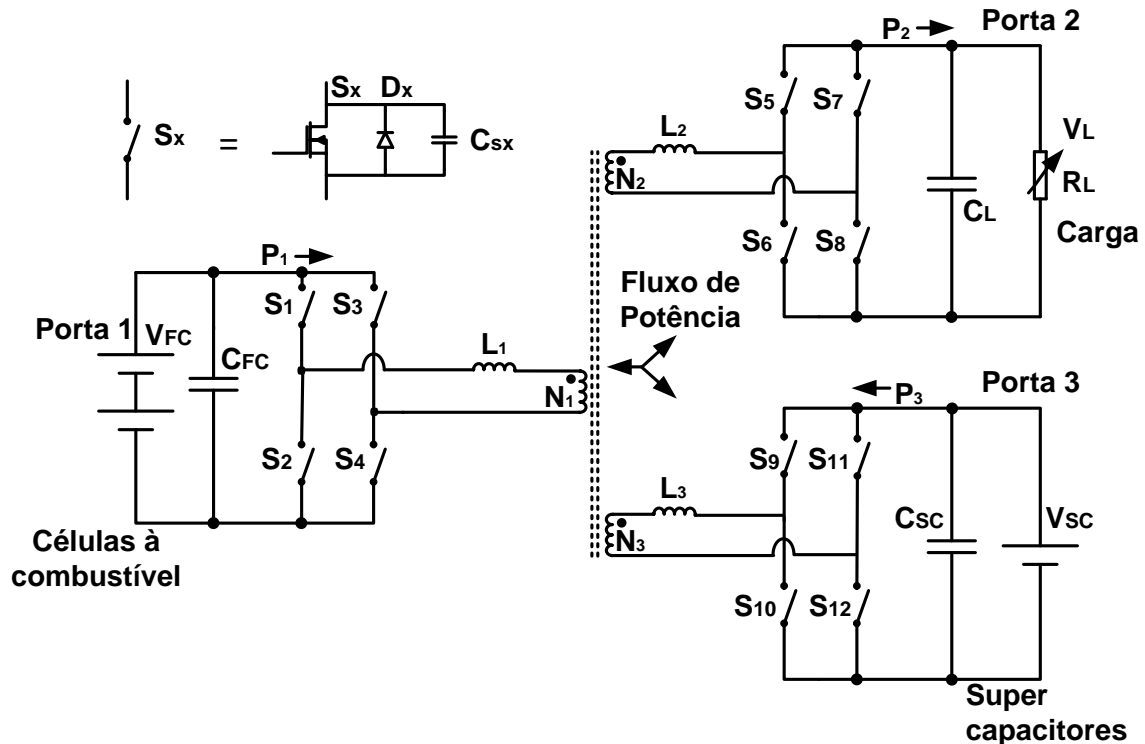 Porta 2
P2
Sx Dx
Sx
=
CSX
S5 S7
L2
N2
VL
RL
CL
S6 S8
Carga
P1
S1 S3
Fluxo de
Potência
Porta 1
VFC
CFC
L1
N1
Porta 3
P3
S9 S11
S2 S4
L3
CSC
VSC
N3
Células à
combustível
S10 S12
Super
capacitores